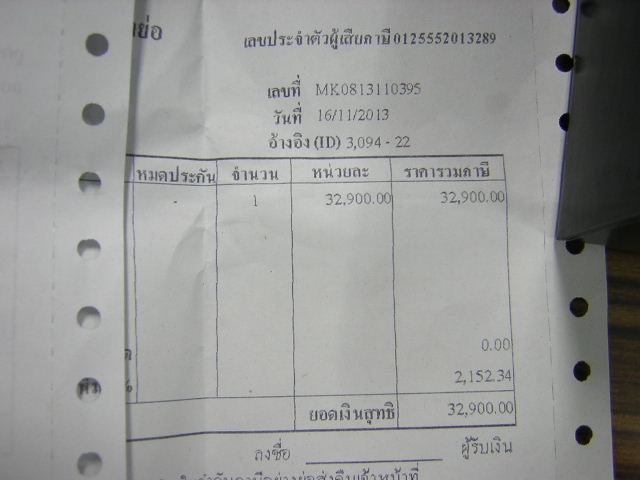 ย่อ เลขประจำตัวผู้เสียภาษี 0125552013289
เลขที่ MK0813110395
วันที่ 16/11/2013
อ้างอิง (ID) 3,094 - 22
หมดประกัน จำนวน หน่วยละ ราคารวมภาษี
- 1 32,900.00 32,900.00
0.00
% 2,152.34
ยอดเงินสุทธิ 32,900.00
ลงชื่อ ผู้รับเงิน